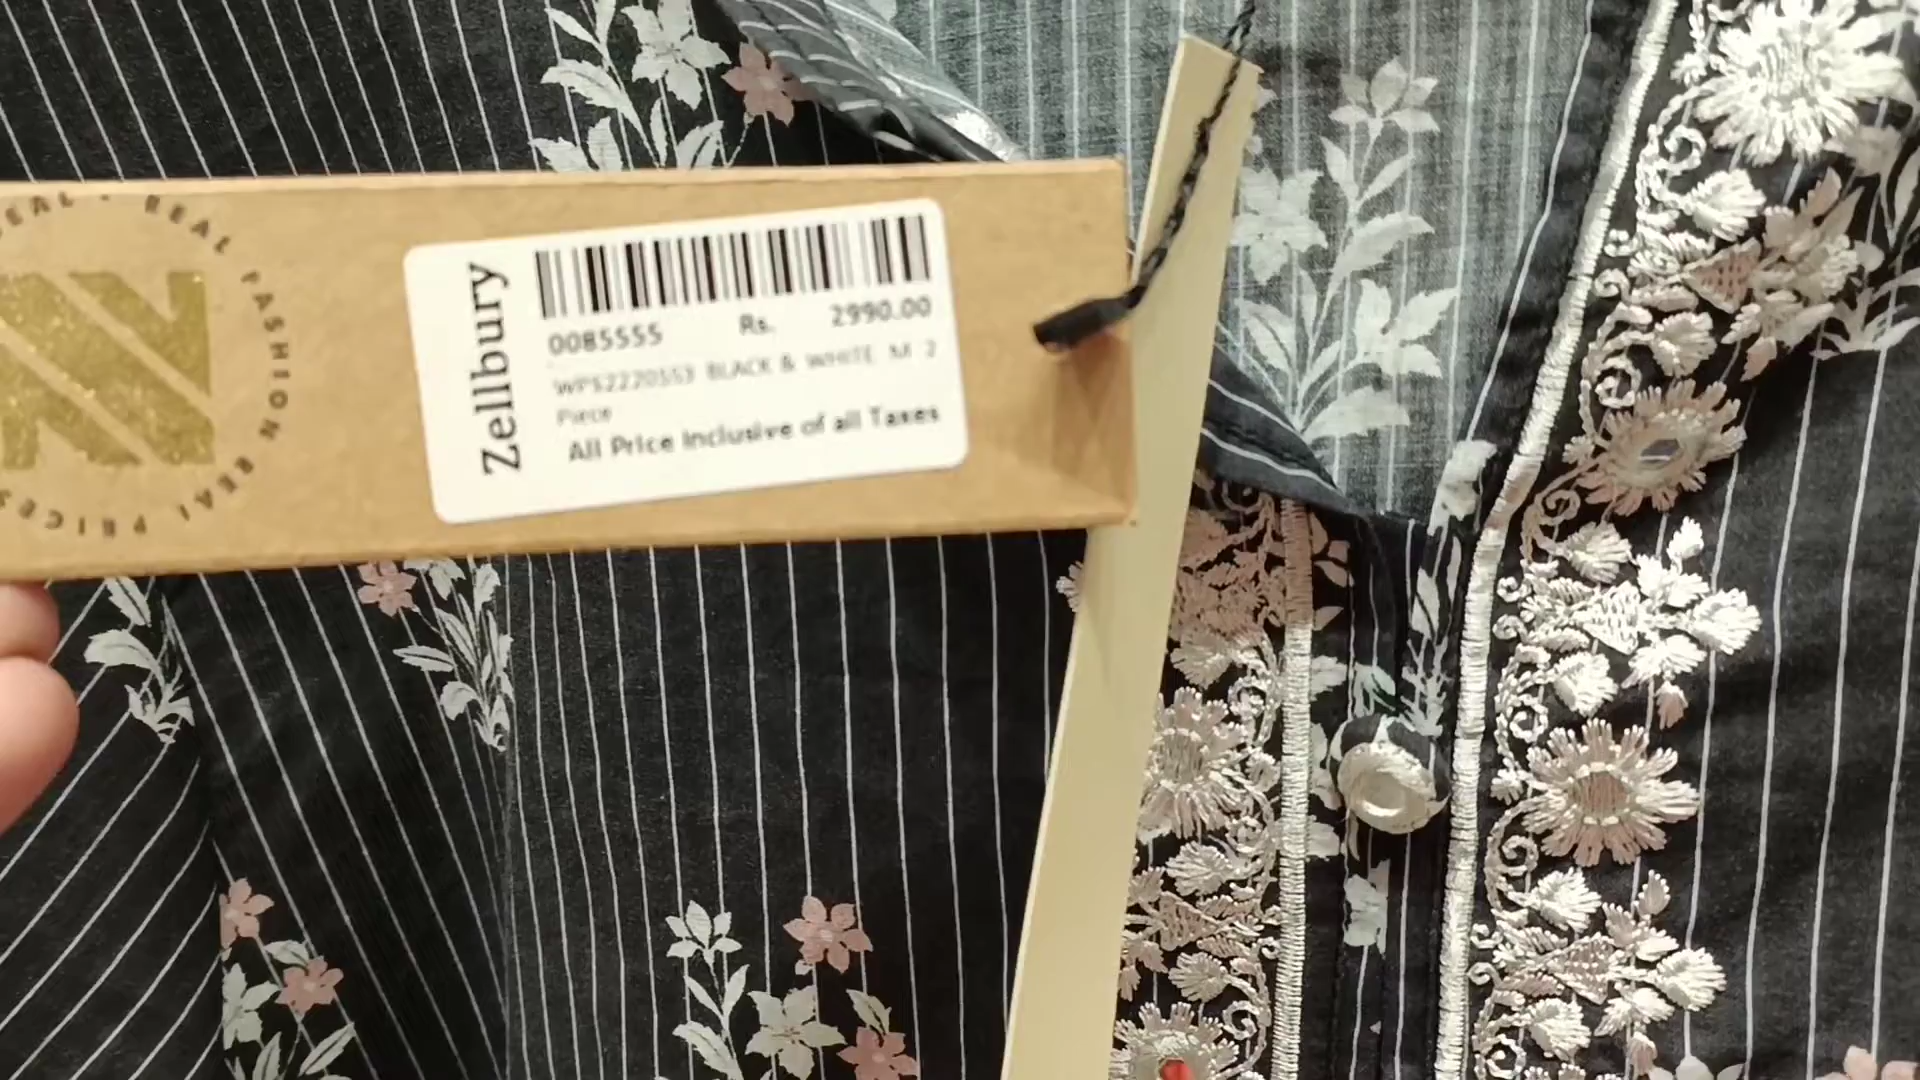 REAL FASHION REAL PRICES
Zellbury
0085555 Rs. 2990.00
BLACK & WHITE M 2
Piece
All Price Inclusive of all Taxes